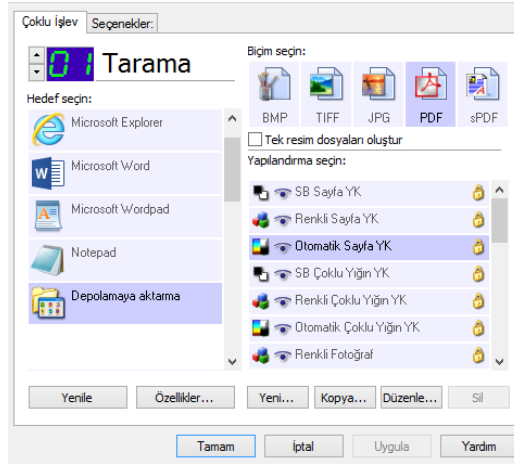 Çoklu İşlev
Seçenekler:
01 Tarama
Hedef seçin:
Microsoft Explorer
Microsoft Word
Microsoft Wordpad
Notepad
Depolamaya aktarma
Yenile
Özellikler...
Biçim seçin:
BMP
TIFF
JPG
PDF
sPDF
Tek resim dosyaları oluştur
Yapılandırma seçin:
SB Sayfa YK
Renkli Sayfa YK
Otomatik Sayfa YK
SB Çoklu Yığın YK
Renkli Çoklu Yığın YK
Otomatik Çoklu Yığın YK
Renkli Fotoğraf
Yeni...
Kopya...
Düzenle...
Sil
Tamam
İptal
Uygula
Yardım